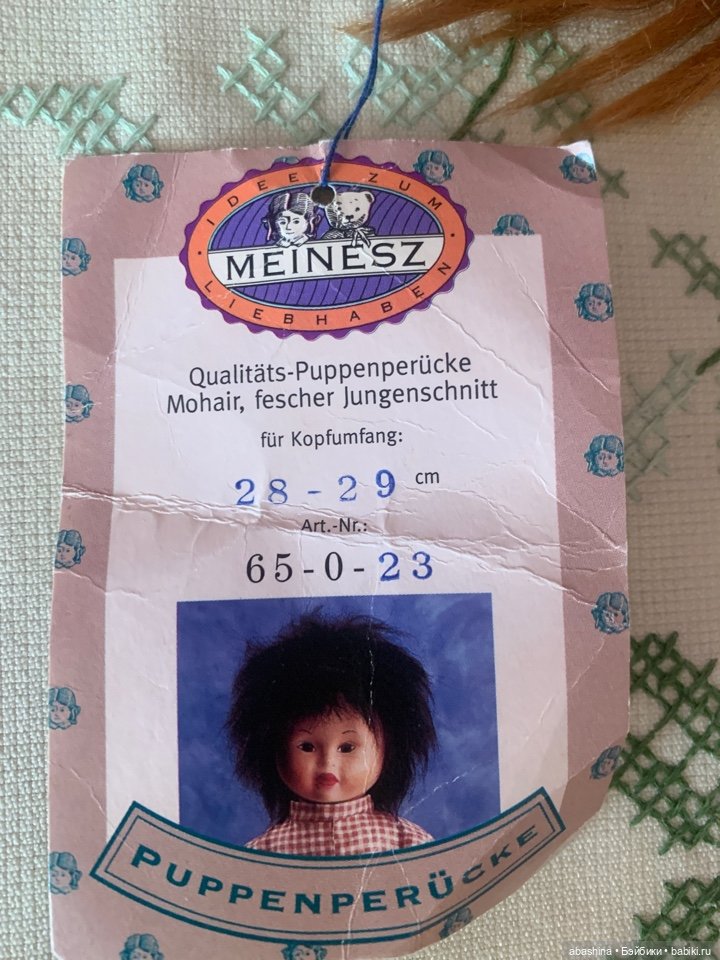 IDEE ZUM
MEINESZ
LIEBHABEN
Qualitäts-Puppenperücke
Mohair, fescher Jungenschnitt
für Kopfumfang:
28 - 29 cm
Art.-Nr.:
65-0-23
PUPPENPERÜCKE
abashina • Бэйбики • babiki.ru